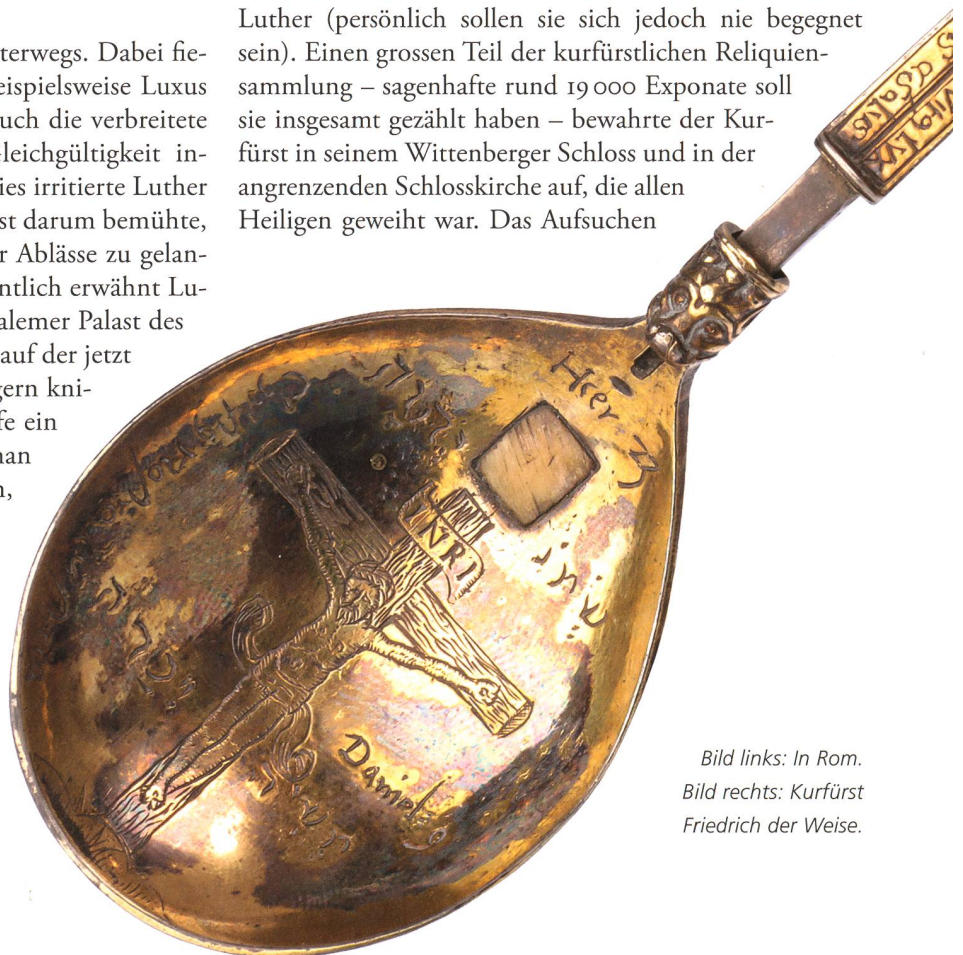 terwegs. Dabei fie-
eispielsweise Luxus
uch die verbreitete
leichgültigkeit in-
ies irritierte Luther
st darum bemühte,
r Ablässe zu gelan-
ntlich erwähnt Lu-
alemer Palast des
auf der jetzt
gern kni-
fe ein
nan
n,
Luther (persönlich sollen sie sich jedoch nie begegnet
sein). Einen grossen Teil der kurfürstlichen Reliquien-
sammlung – sagenhafte rund 19 000 Exponate soll
sie insgesamt gezählt haben – bewahrte der Kur-
fürst in seinem Wittenberger Schloss und in der
angrenzenden Schlosskirche auf, die allen
Heiligen geweiht war. Das Aufsuchen
INRI
Bild links: In Rom.
Bild rechts: Kurfürst
Friedrich der Weise.